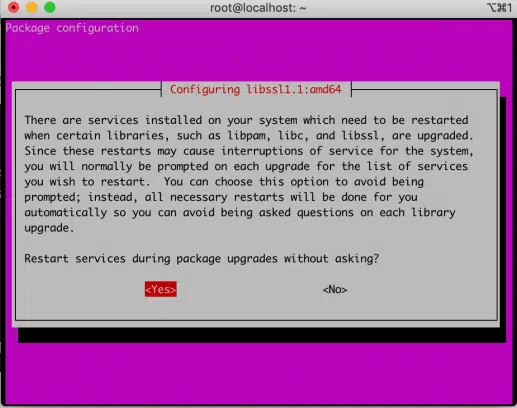 root@localhost: ~
⌥⌘1
Package configuration
Configuring libssl1.1:amd64
There are services installed on your system which need to be restarted
when certain libraries, such as libpam, libc, and libssl, are upgraded.
Since these restarts may cause interruptions of service for the system,
you will normally be prompted on each upgrade for the list of services
you wish to restart.  You can choose this option to avoid being
prompted; instead, all necessary restarts will be done for you
automatically so you can avoid being asked questions on each library
upgrade.
Restart services during package upgrades without asking?
<Yes> <No>